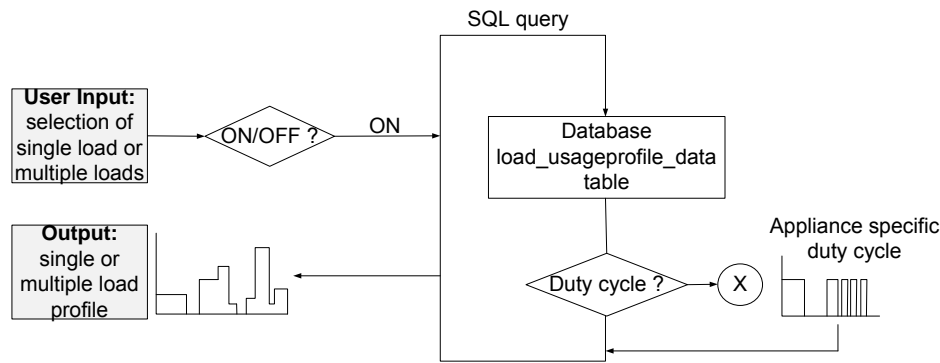 SQL query
User Input:
selection of
single load or
multiple loads
ON/OFF ?
ON
Database
load_usageprofile_data
table
Output:
single or
multiple load
profile
Duty cycle ?
X
Appliance specific
duty cycle